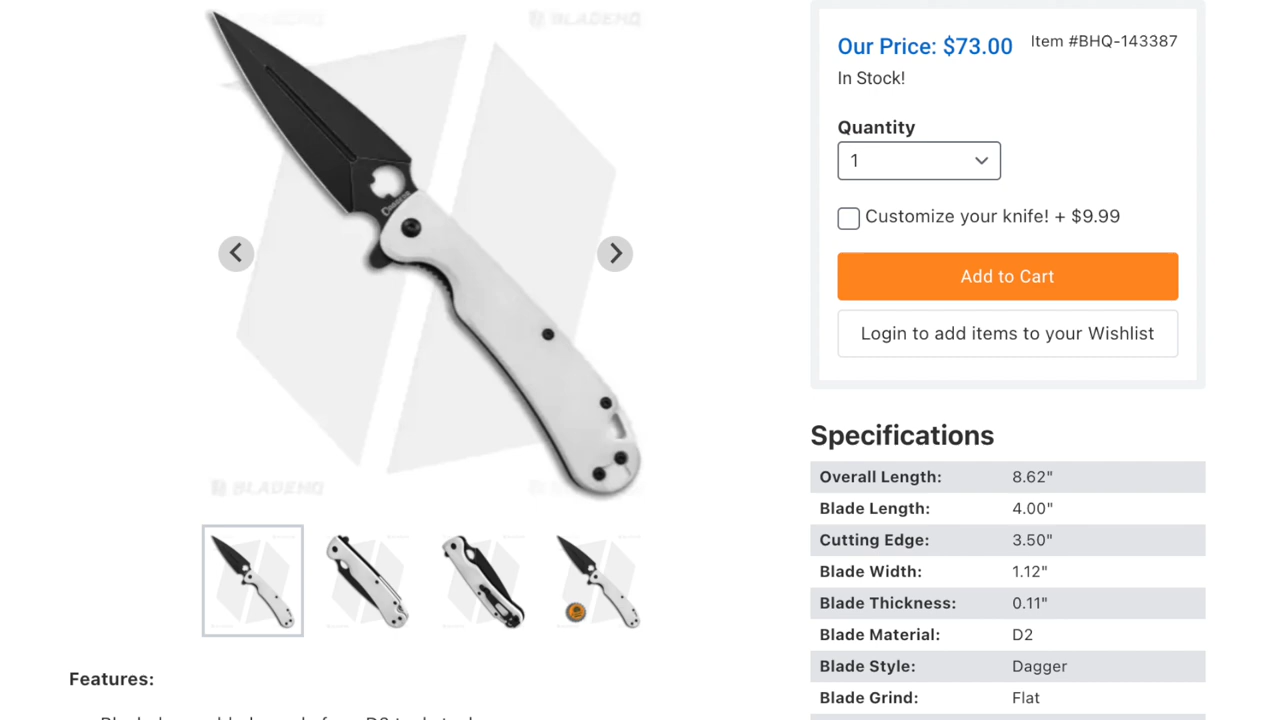 BLADEHQ
Our Price: $73.00 Item #BHQ-143387
In Stock!
Quantity
1
Customize your knife! + $9.99
Add to Cart
Login to add items to your Wishlist
BLADEHQ
Specifications
Overall Length: 8.62"
Blade Length: 4.00"
Cutting Edge: 3.50"
Blade Width: 1.12"
Blade Thickness: 0.11"
Blade Material: D2
Blade Style: Dagger
Blade Grind: Flat
Features: